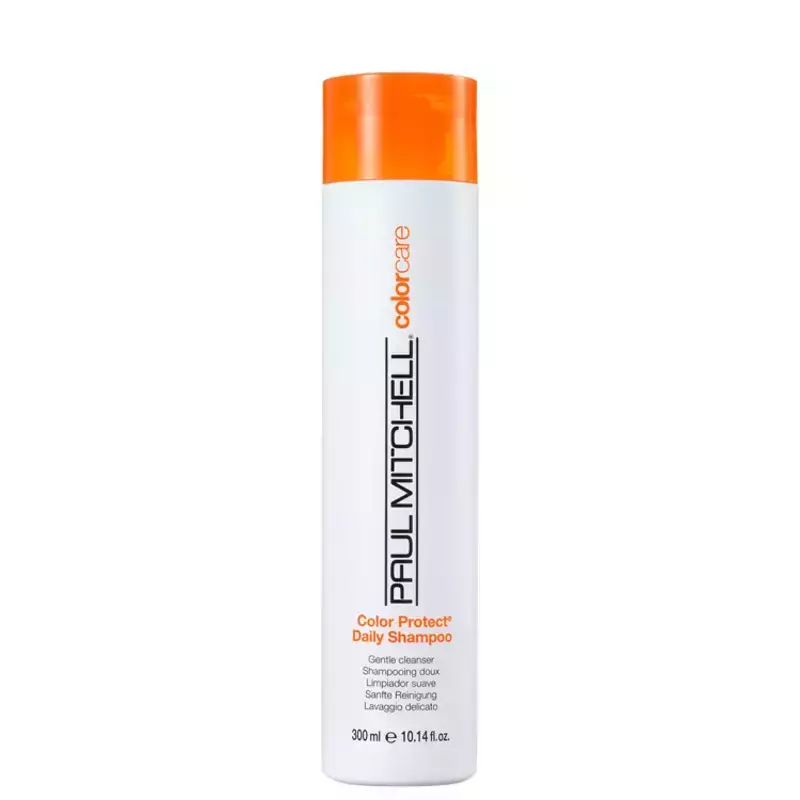 PAUL MITCHELL® colorcare
Color Protect®
Daily Shampoo
Gentle cleanser
Shampooing doux
Limpiador suave
Sanfte Reinigung
Lavaggio delicato
300 ml ℮ 10.14 fl. oz.